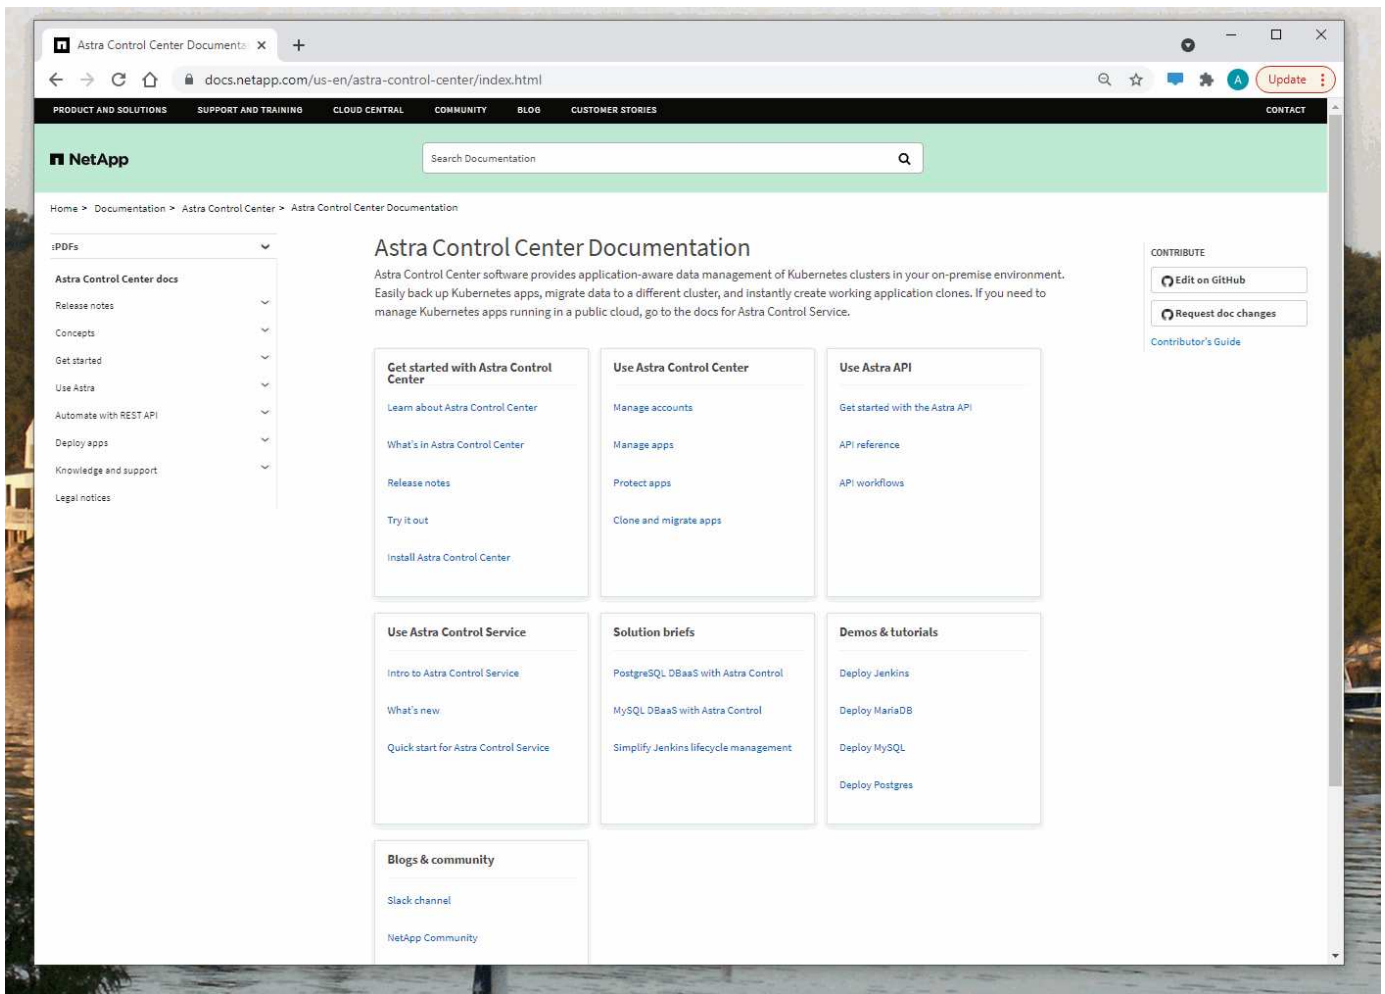 Astra Control Center Documenta
docs.netapp.com/us-en/astra-control-center/index.html
A
Update
PRODUCT AND SOLUTIONS SUPPORT AND TRAINING CLOUD CENTRAL COMMUNITY BLOG CUSTOMER STORIES CONTACT
NetApp
Search Documentation
Home > Documentation > Astra Control Center > Astra Control Center Documentation
:PDFs
Astra Control Center docs
Release notes
Concepts
Get started
Use Astra
Automate with REST API
Deploy apps
Knowledge and support
Legal notices
Astra Control Center Documentation
Astra Control Center software provides application-aware data management of Kubernetes clusters in your on-premise environment.
Easily back up Kubernetes apps, migrate data to a different cluster, and instantly create working application clones. If you need to
manage Kubernetes apps running in a public cloud, go to the docs for Astra Control Service.
Get started with Astra Control
Center
Learn about Astra Control Center
What's in Astra Control Center
Release notes
Try it out
Install Astra Control Center
Use Astra Control Center
Manage accounts
Manage apps
Protect apps
Clone and migrate apps
Use Astra API
Get started with the Astra API
API reference
API workflows
Use Astra Control Service
Intro to Astra Control Service
What's new
Quick start for Astra Control Service
Solution briefs
PostgreSQL DBaaS with Astra Control
MySQL DBaaS with Astra Control
Simplify Jenkins lifecycle management
Demos & tutorials
Deploy Jenkins
Deploy MariaDB
Deploy MySQL
Deploy Postgres
Blogs & community
Slack channel
NetApp Community
CONTRIBUTE
Edit on GitHub
Request doc changes
Contributor's Guide